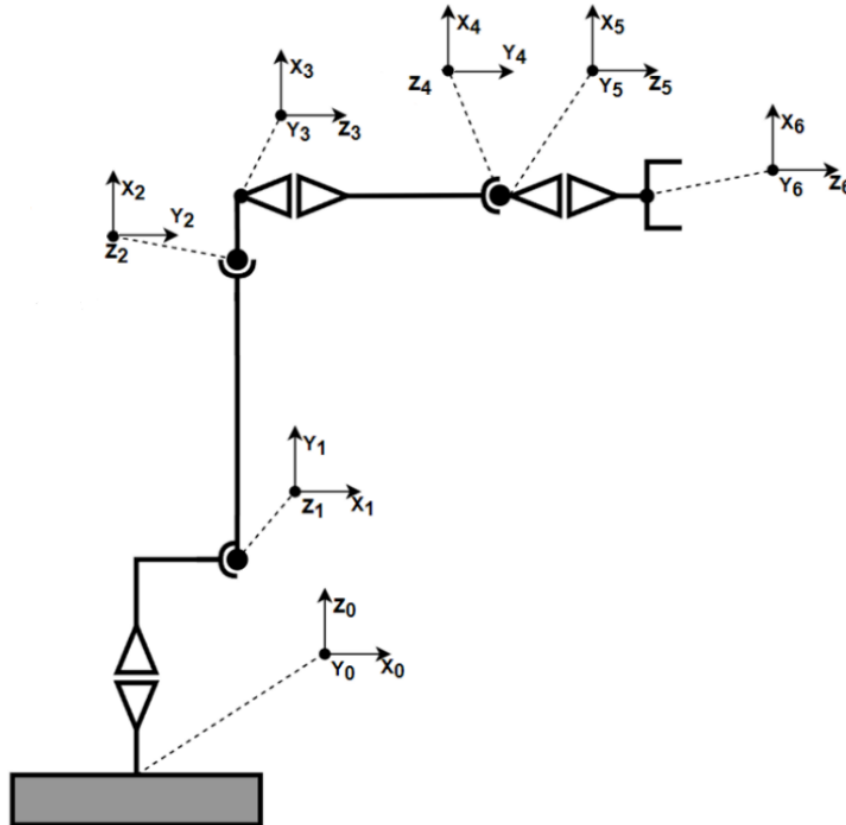 X₄
X₅
Y₄
Z₄
Y₅
Z₅
X₃
Y₃
Z₃
X₆
Y₆
Z₆
X₂
Y₂
Z₂
Y₁
Z₁
X₁
Z₀
Y₀
X₀